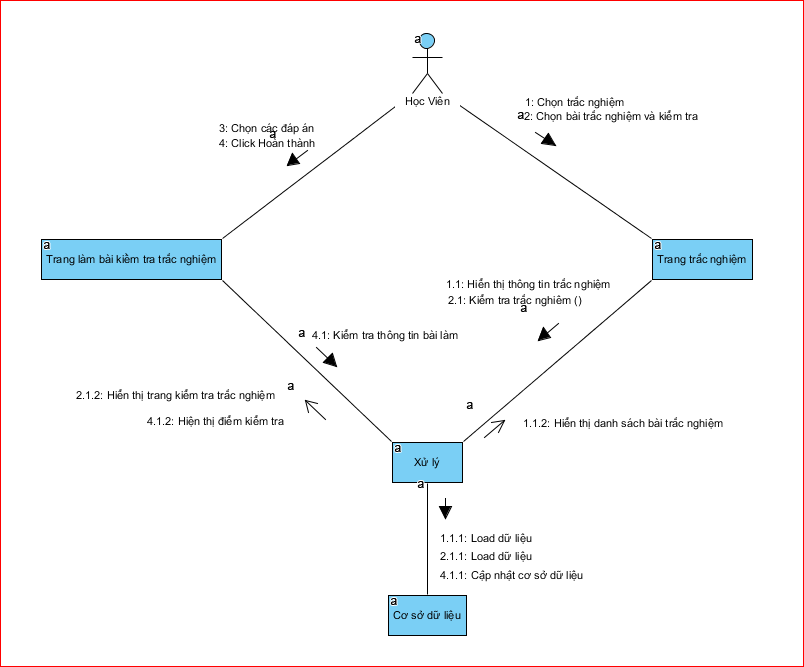 a
Học Viên
1: Chọn trắc nghiệm
a
2: Chọn bài trắc nghiệm và kiểm tra
3: Chọn các đáp án
a
4: Click Hoàn thành
a
Trang làm bài kiểm tra trắc nghiệm
a
Trang trắc nghiệm
1.1: Hiển thị thông tin trắc nghiệm
2.1: Kiểm tra trắc nghiêm ()
a
a
4.1: Kiểm tra thông tin bài làm
a
2.1.2: Hiển thị trang kiểm tra trắc nghiệm
4.1.2: Hiện thị điểm kiểm tra
a
1.1.2: Hiển thị danh sách bài trắc nghiệm
a
Xử lý
a
1.1.1: Load dữ liệu
2.1.1: Load dữ liệu
4.1.1: Cập nhật cơ sở dữ liệu
a
Cơ sở dữ liệu